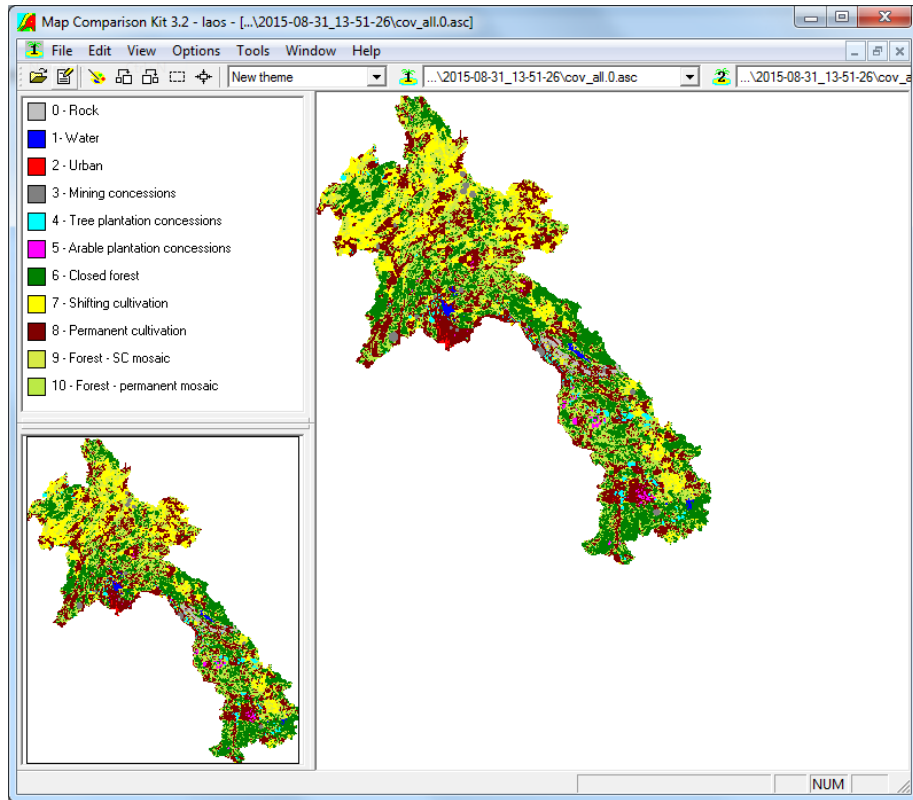 Map Comparison Kit 3.2 - laos - [...\2015-08-31_13-51-26\cov_all.0.asc]
1 File Edit View Options Tools Window Help
New theme 1 ...\2015-08-31_13-51-26\cov_all.0.asc 2 ...\2015-08-31_13-51-26\cov_a
0 - Rock
1- Water
2 - Urban
3 - Mining concessions
4 - Tree plantation concessions
5 - Arable plantation concessions
6 - Closed forest
7 - Shifting cultivation
8 - Permanent cultivation
9 - Forest - SC mosaic
10 - Forest - permanent mosaic
NUM